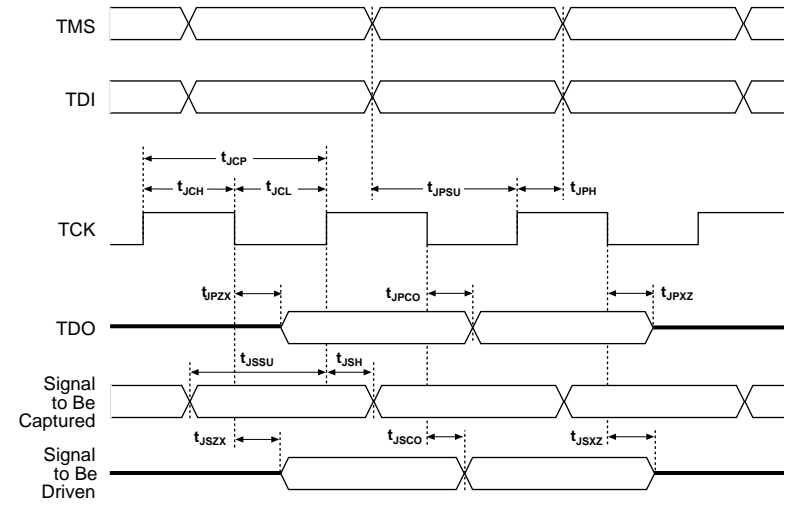 TMS
TDI
tJCP
tJCH tJCL tJPSU tJPH
TCK
tJPZX tJPCO tJPXZ
TDO
tJSSU tJSH
Signal
to Be
Captured
tJSZX tJSCO tJSXZ
Signal
to Be
Driven